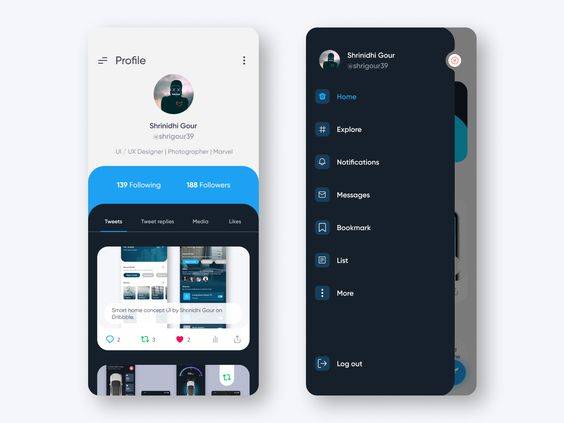 Profile
Shrinidhi Gour
@shrigour39
UI / UX Designer | Photographer | Marvel
139 Following
188 Followers
Tweets
Tweet replies
Media
Likes
Smart home concept UI by Shrinidhi Gour on
Dribbble.
2
3
2
Shrinidhi Gour
@shrigour39
Home
Explore
Notifications
Messages
Bookmark
List
More
Log out